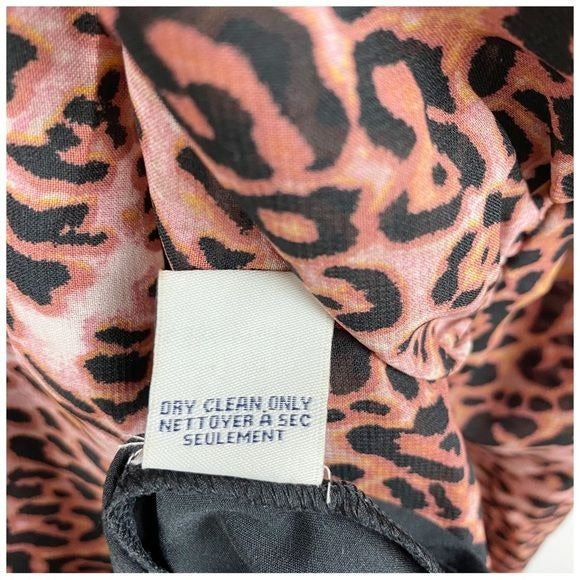 DRY CLEAN ONLY
NETTOYER A SEC
SEULEMENT